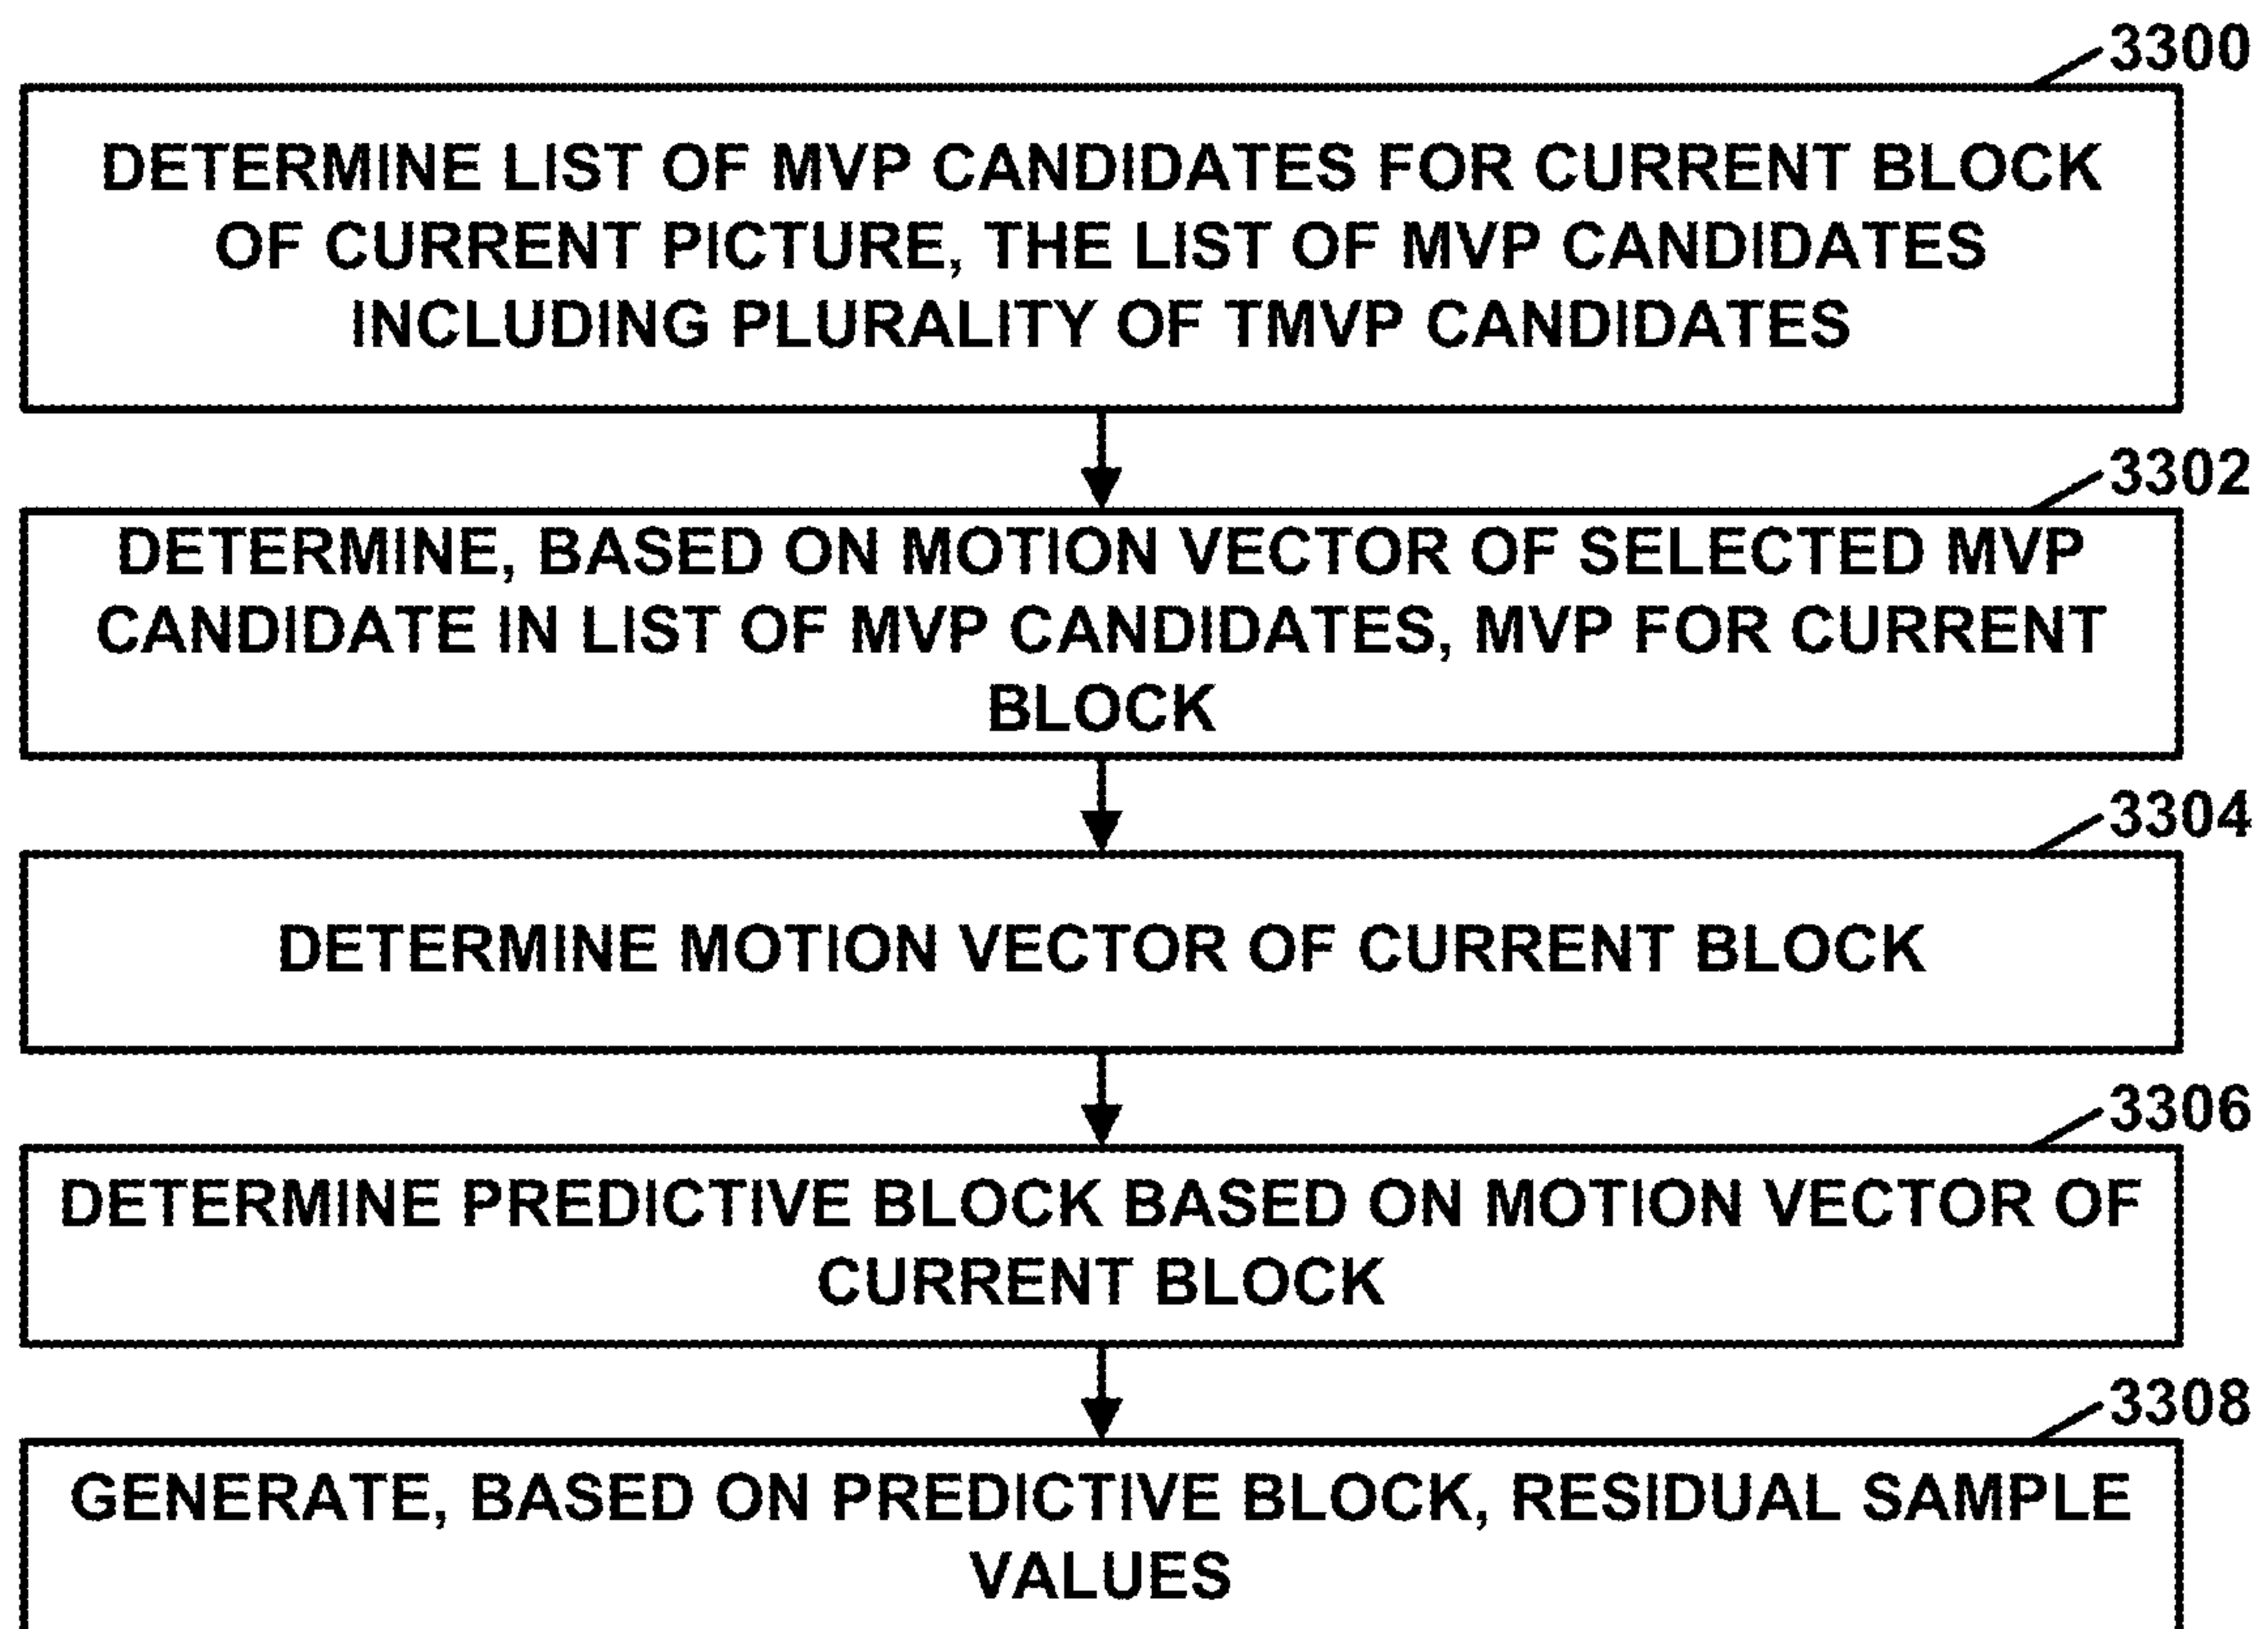 3300
DETERMINE LIST OF MVP CANDIDATES FOR CURRENT BLOCK
OF CURRENT PICTURE, THE LIST OF MVP CANDIDATES
INCLUDING PLURALITY OF TMVP CANDIDATES
3302
DETERMINE, BASED ON MOTION VECTOR OF SELECTED MVP
CANDIDATE IN LIST OF MVP CANDIDATES, MVP FOR CURRENT
BLOCK
3304
DETERMINE MOTION VECTOR OF CURRENT BLOCK
3306
DETERMINE PREDICTIVE BLOCK BASED ON MOTION VECTOR OF
CURRENT BLOCK
3308
GENERATE, BASED ON PREDICTIVE BLOCK, RESIDUAL SAMPLE
VALUES